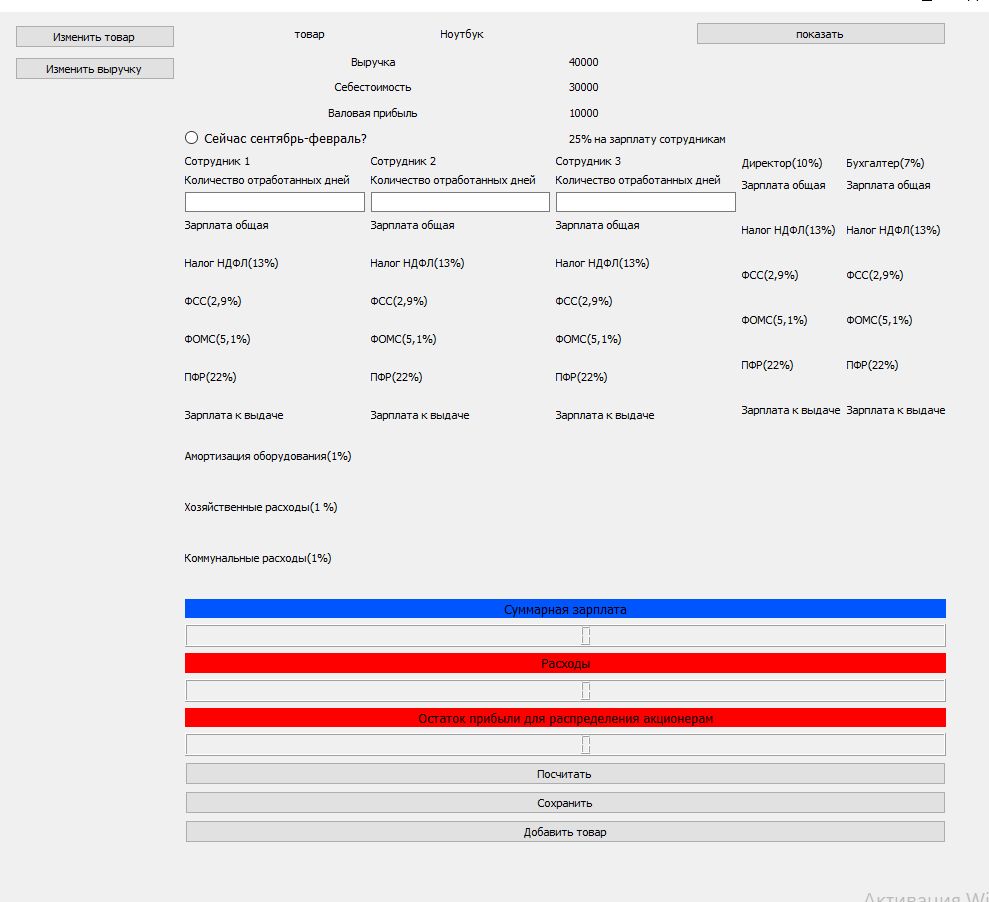 Изменить товар товар Ноутбук показать
Изменить выручку Выручка 40000
Себестоимость 30000
Валовая прибыль 10000
Сейчас сентябрь-февраль? 25% на зарплату сотрудникам
Сотрудник 1 Сотрудник 2 Сотрудник 3 Директор(10%) Бухгалтер(7%)
Количество отработанных дней Количество отработанных дней Количество отработанных дней Зарплата общая Зарплата общая
Зарплата общая Зарплата общая Зарплата общая Налог НДФЛ(13%) Налог НДФЛ(13%)
Налог НДФЛ(13%) Налог НДФЛ(13%) Налог НДФЛ(13%) ФСС(2,9%) ФСС(2,9%)
ФСС(2,9%) ФСС(2,9%) ФСС(2,9%) ФОМС(5,1%) ФОМС(5,1%)
ФОМС(5,1%) ФОМС(5,1%) ФОМС(5,1%) ПФР(22%) ПФР(22%)
ПФР(22%) ПФР(22%) ПФР(22%)
Зарплата к выдаче Зарплата к выдаче Зарплата к выдаче Зарплата к выдаче Зарплата к выдаче
Амортизация оборудования(1%)
Хозяйственные расходы(1 %)
Коммунальные расходы(1%)
Суммарная зарплата
Расходы
Остаток прибыли для распределения акционерам
Посчитать
Сохранить
Добавить товар
Активация Wi